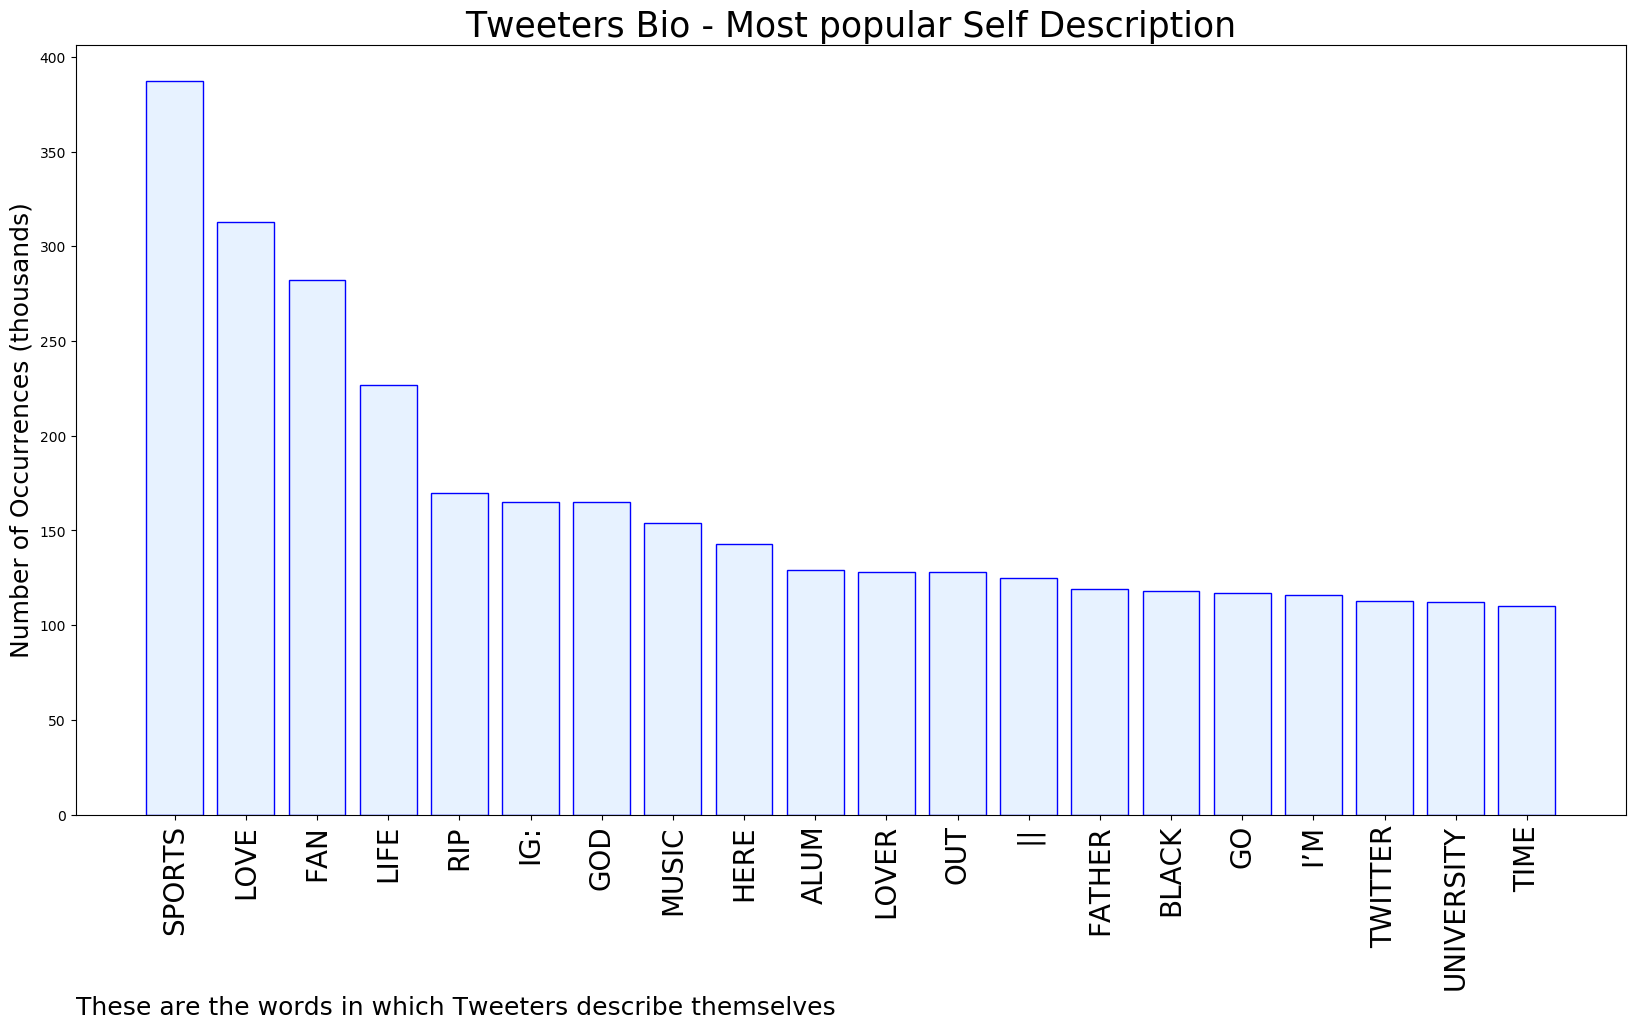 Tweeters Bio - Most popular Self Description
Number of Occurrences (thousands)
400
350
300
250
200
150
100
50
0
SPORTS
LOVE
FAN
LIFE
RIP
IG:
GOD
MUSIC
HERE
ALUM
LOVER
OUT
||
FATHER
BLACK
GO
I’M
TWITTER
UNIVERSITY
TIME
These are the words in which Tweeters describe themselves